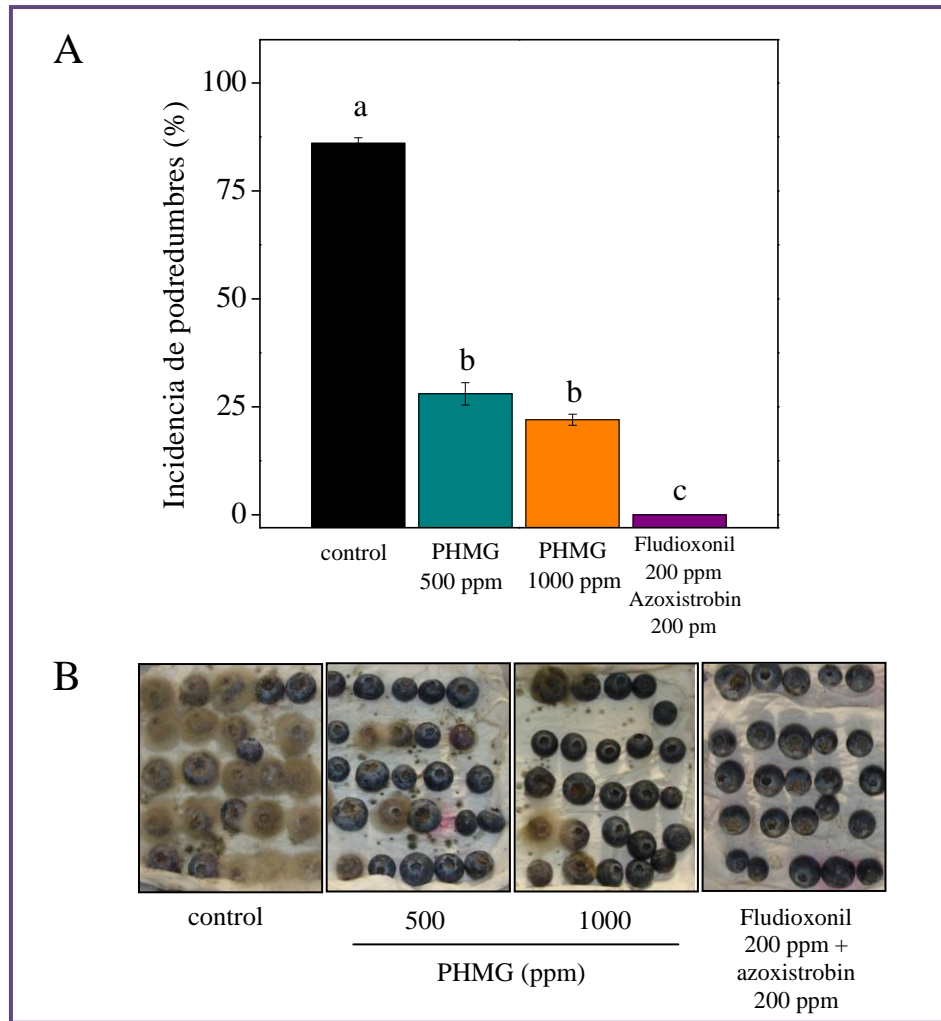 A
Incidencia de podredumbres (%)
100
75
50
25
0
a
b
b
c
control
PHMG
500 ppm
PHMG
1000 ppm
Fludioxonil
200 ppm
Azoxistrobin
200 pm
B
control
500
1000
PHMG (ppm)
Fludioxonil
200 ppm +
azoxistrobin
200 ppm